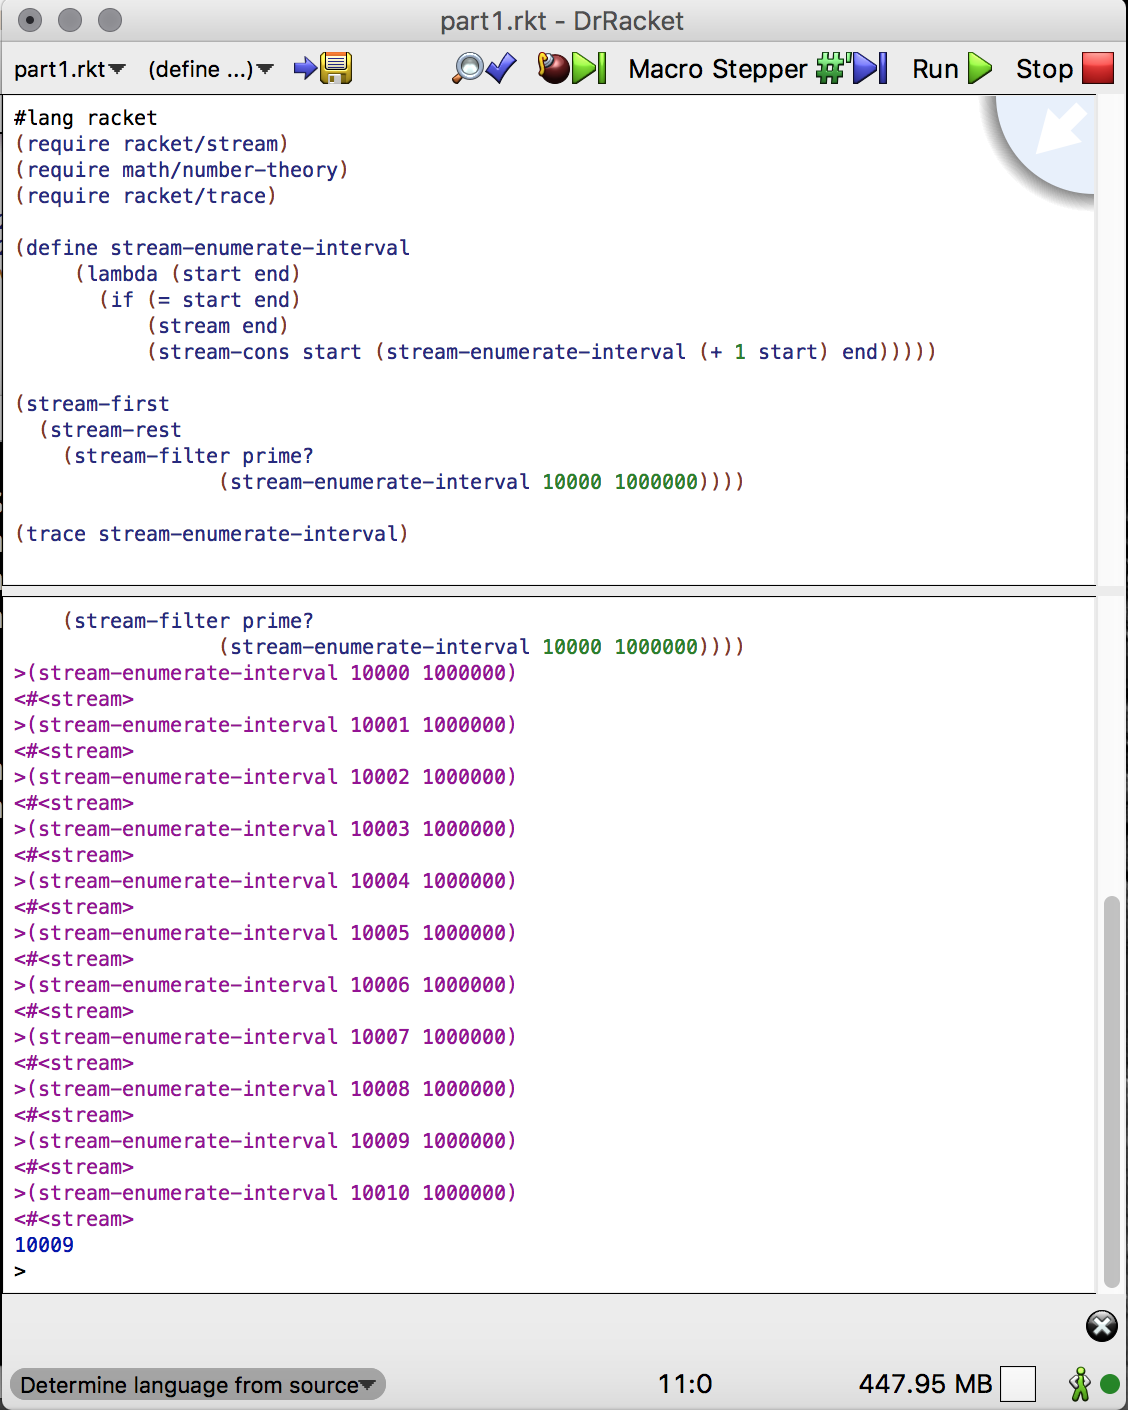 part1.rkt - DrRacket
part1.rkt (define ...) Macro Stepper #' Run Stop
#lang racket
(require racket/stream)
(require math/number-theory)
(require racket/trace)
(define stream-enumerate-interval
(lambda (start end)
(if (= start end)
(stream end)
(stream-cons start (stream-enumerate-interval (+ 1 start) end)))))
(stream-first
(stream-rest
(stream-filter prime?
(stream-enumerate-interval 10000 1000000))))
(trace stream-enumerate-interval)
(stream-filter prime?
(stream-enumerate-interval 10000 1000000))))
>(stream-enumerate-interval 10000 1000000)
<#<stream>
>(stream-enumerate-interval 10001 1000000)
<#<stream>
>(stream-enumerate-interval 10002 1000000)
<#<stream>
>(stream-enumerate-interval 10003 1000000)
<#<stream>
>(stream-enumerate-interval 10004 1000000)
<#<stream>
>(stream-enumerate-interval 10005 1000000)
<#<stream>
>(stream-enumerate-interval 10006 1000000)
<#<stream>
>(stream-enumerate-interval 10007 1000000)
<#<stream>
>(stream-enumerate-interval 10008 1000000)
<#<stream>
>(stream-enumerate-interval 10009 1000000)
<#<stream>
>(stream-enumerate-interval 10010 1000000)
<#<stream>
10009
>
Determine language from source 11:0 447.95 MB